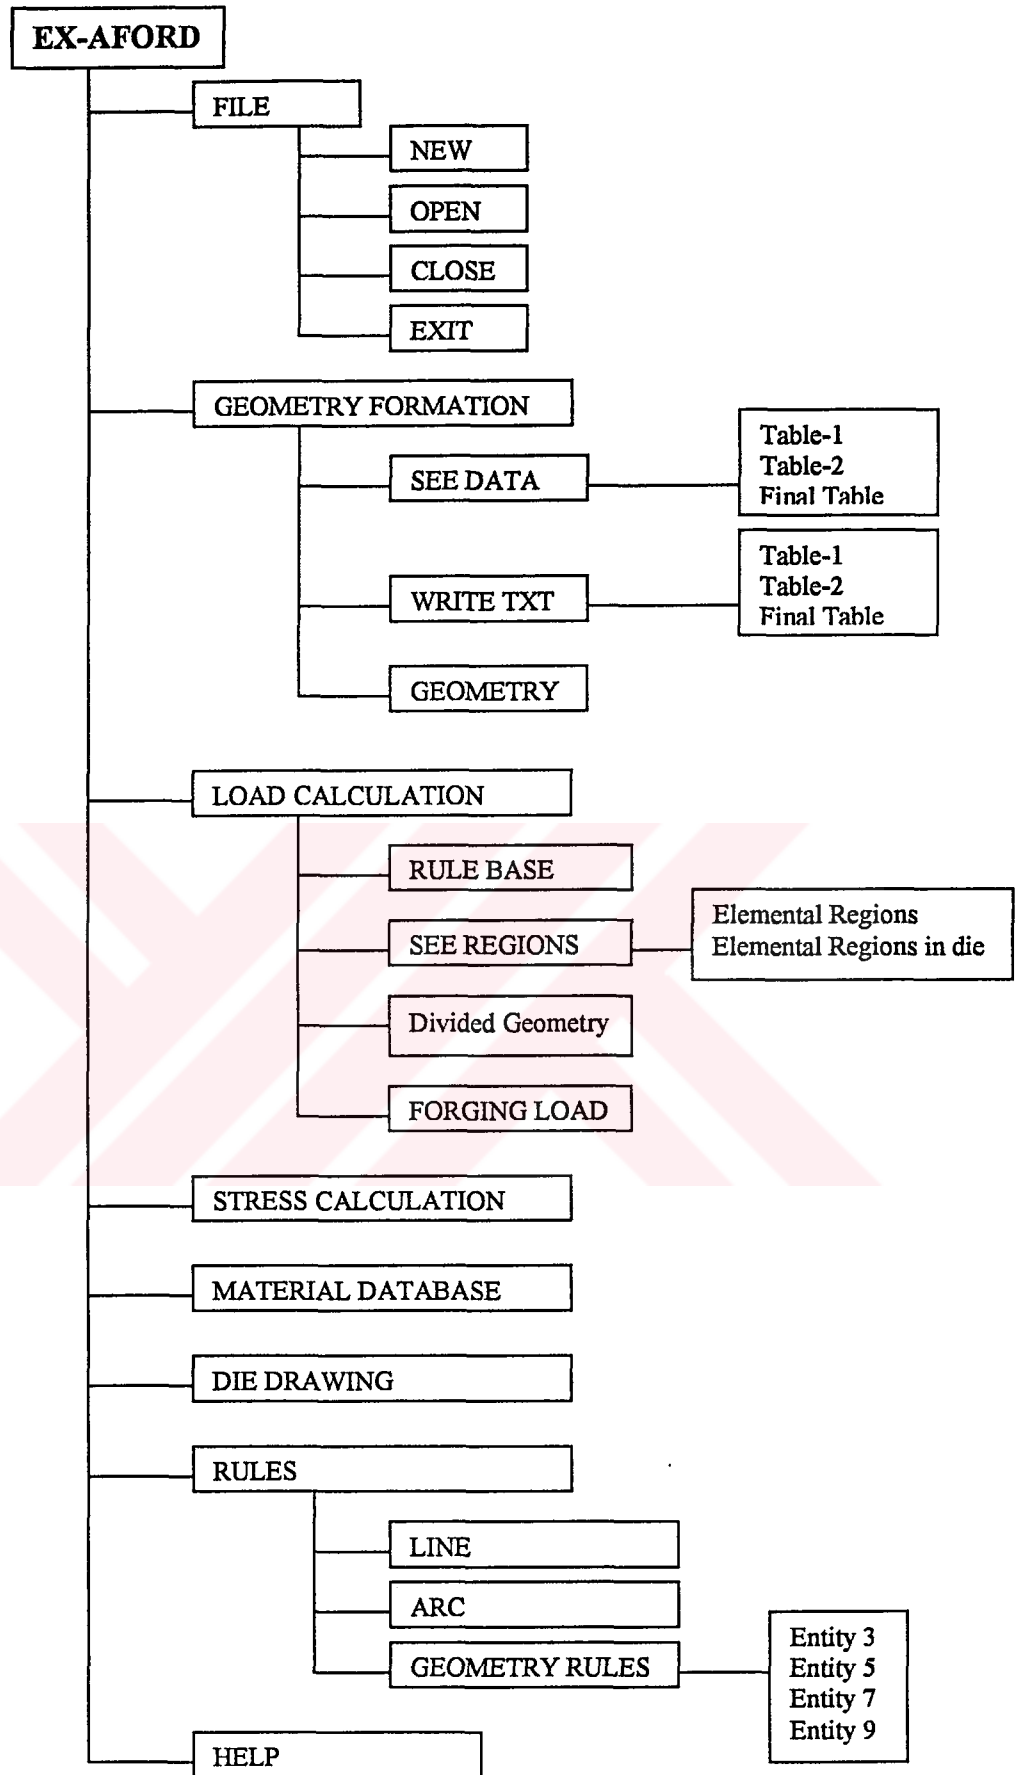 EX-AFORD
FILE
NEW
OPEN
CLOSE
EXIT
GEOMETRY FORMATION
SEE DATA
Table-1
Table-2
Final Table
WRITE TXT
Table-1
Table-2
Final Table
GEOMETRY
LOAD CALCULATION
RULE BASE
SEE REGIONS
Elemental Regions
Elemental Regions in die
Divided Geometry
FORGING LOAD
STRESS CALCULATION
MATERIAL DATABASE
DIE DRAWING
RULES
LINE
ARC
GEOMETRY RULES
Entity 3
Entity 5
Entity 7
Entity 9
HELP